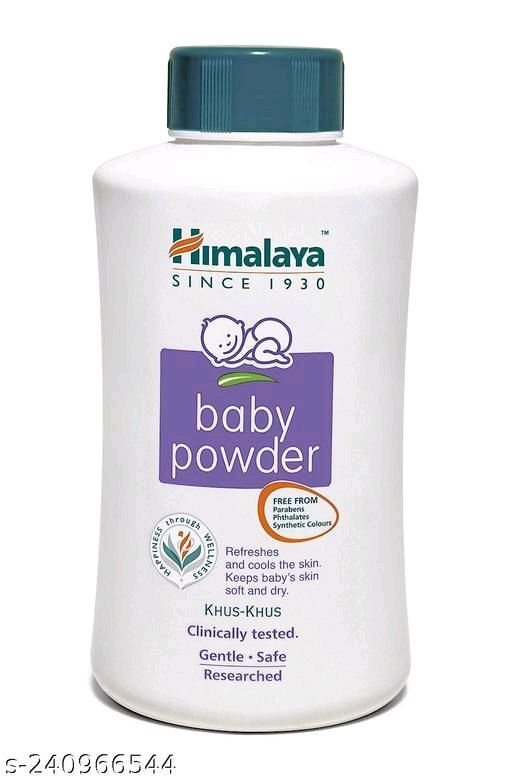 Himalaya™
SINCE 1930
baby
powder
FREE FROM
Parabens
Phthalates
Synthetic Colours
HAPPINESS through WELLNESS
Refreshes
and cools the skin.
Keeps baby's skin
soft and dry.
KHUS-KHUS
Clinically tested.
Gentle • Safe
Researched
s-240966544